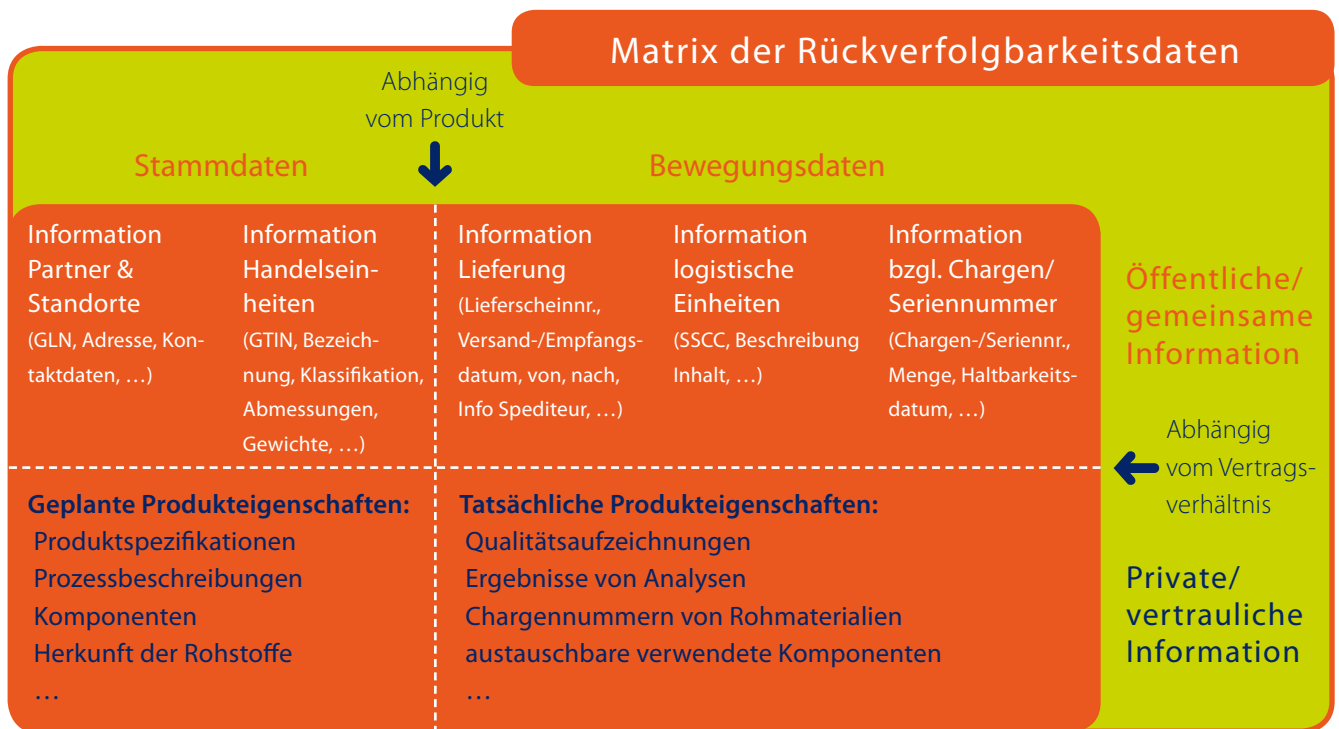 Matrix der Rückverfolgbarkeitsdaten
Abhängig
vom Produkt
Stammdaten
Bewegungsdaten
Information
Partner &
Standorte
(GLN, Adresse, Kon-
taktdaten, …)
Information
Handelsein-
heiten
(GTIN, Bezeich-
nung, Klassifikation,
Abmessungen,
Gewichte, …)
Information
Lieferung
(Lieferscheinnr.,
Versand-/Empfangs-
datum, von, nach,
Info Spediteur, …)
Information
logistische
Einheiten
(SSCC, Beschreibung
Inhalt, …)
Information
bzgl. Chargen/
Seriennummer
(Chargen-/Seriennr.,
Menge, Haltbarkeits-
datum, …)
Öffentliche/
gemeinsame
Information
Abhängig
vom Vertrags-
verhältnis
Geplante Produkteigenschaften:
Produktspezifikationen
Prozessbeschreibungen
Komponenten
Herkunft der Rohstoffe
…
Tatsächliche Produkteigenschaften:
Qualitätsaufzeichnungen
Ergebnisse von Analysen
Chargennummern von Rohmaterialien
austauschbare verwendete Komponenten
…
Private/
vertrauliche
Information